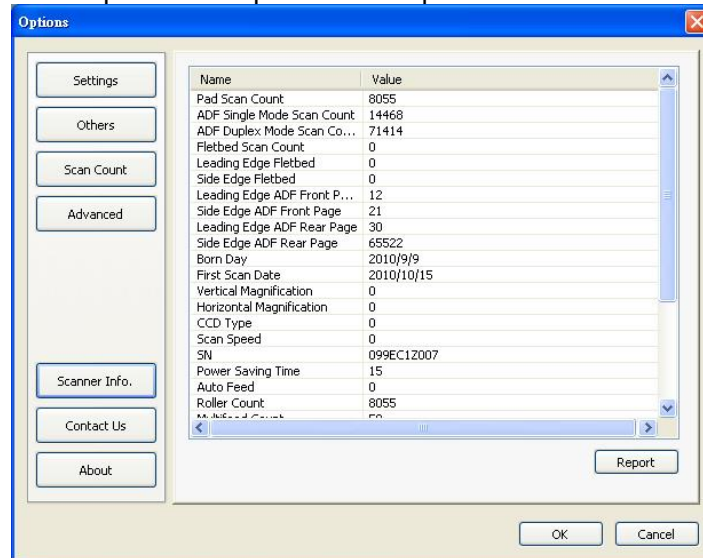 Options
Settings
Others
Scan Count
Advanced
Scanner Info.
Contact Us
About
Name Value
Pad Scan Count 8055
ADF Single Mode Scan Count 14468
ADF Duplex Mode Scan Co... 71414
Fletbed Scan Count 0
Leading Edge Fletbed 0
Side Edge Fletbed 0
Leading Edge ADF Front P... 12
Side Edge ADF Front Page 21
Leading Edge ADF Rear Page 30
Side Edge ADF Rear Page 65522
Born Day 2010/9/9
First Scan Date 2010/10/15
Vertical Magnification 0
Horizontal Magnification 0
CCD Type 0
Scan Speed 0
SN 099EC1Z007
Power Saving Time 15
Auto Feed 0
Roller Count 8055
Report
OK Cancel